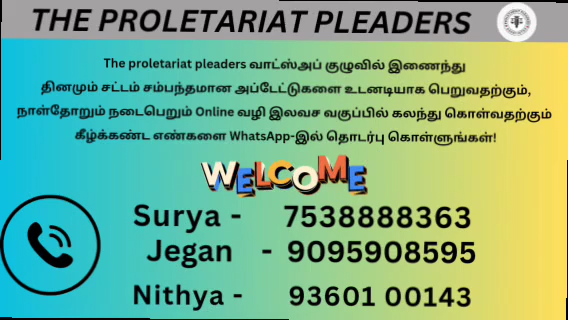 THE PROLETARIAT PLEADERS
The proletariat pleaders வாட்ஸ்அப் குழுவில் இணைந்து
தினமும் சட்டம் சம்பந்தமான அப்டேட்டுகளை உடனடியாக பெறுவதற்கும்,
நாள்தோறும் நடைபெறும் Online வழி இலவச வகுப்பில் கலந்து கொள்வதற்கும்
கீழ்க்கண்ட எண்களை WhatsApp-இல் தொடர்பு கொள்ளுங்கள்!
WELCOME
Surya - 7538888363
Jegan - 9095908595
Nithya - 93601 00143